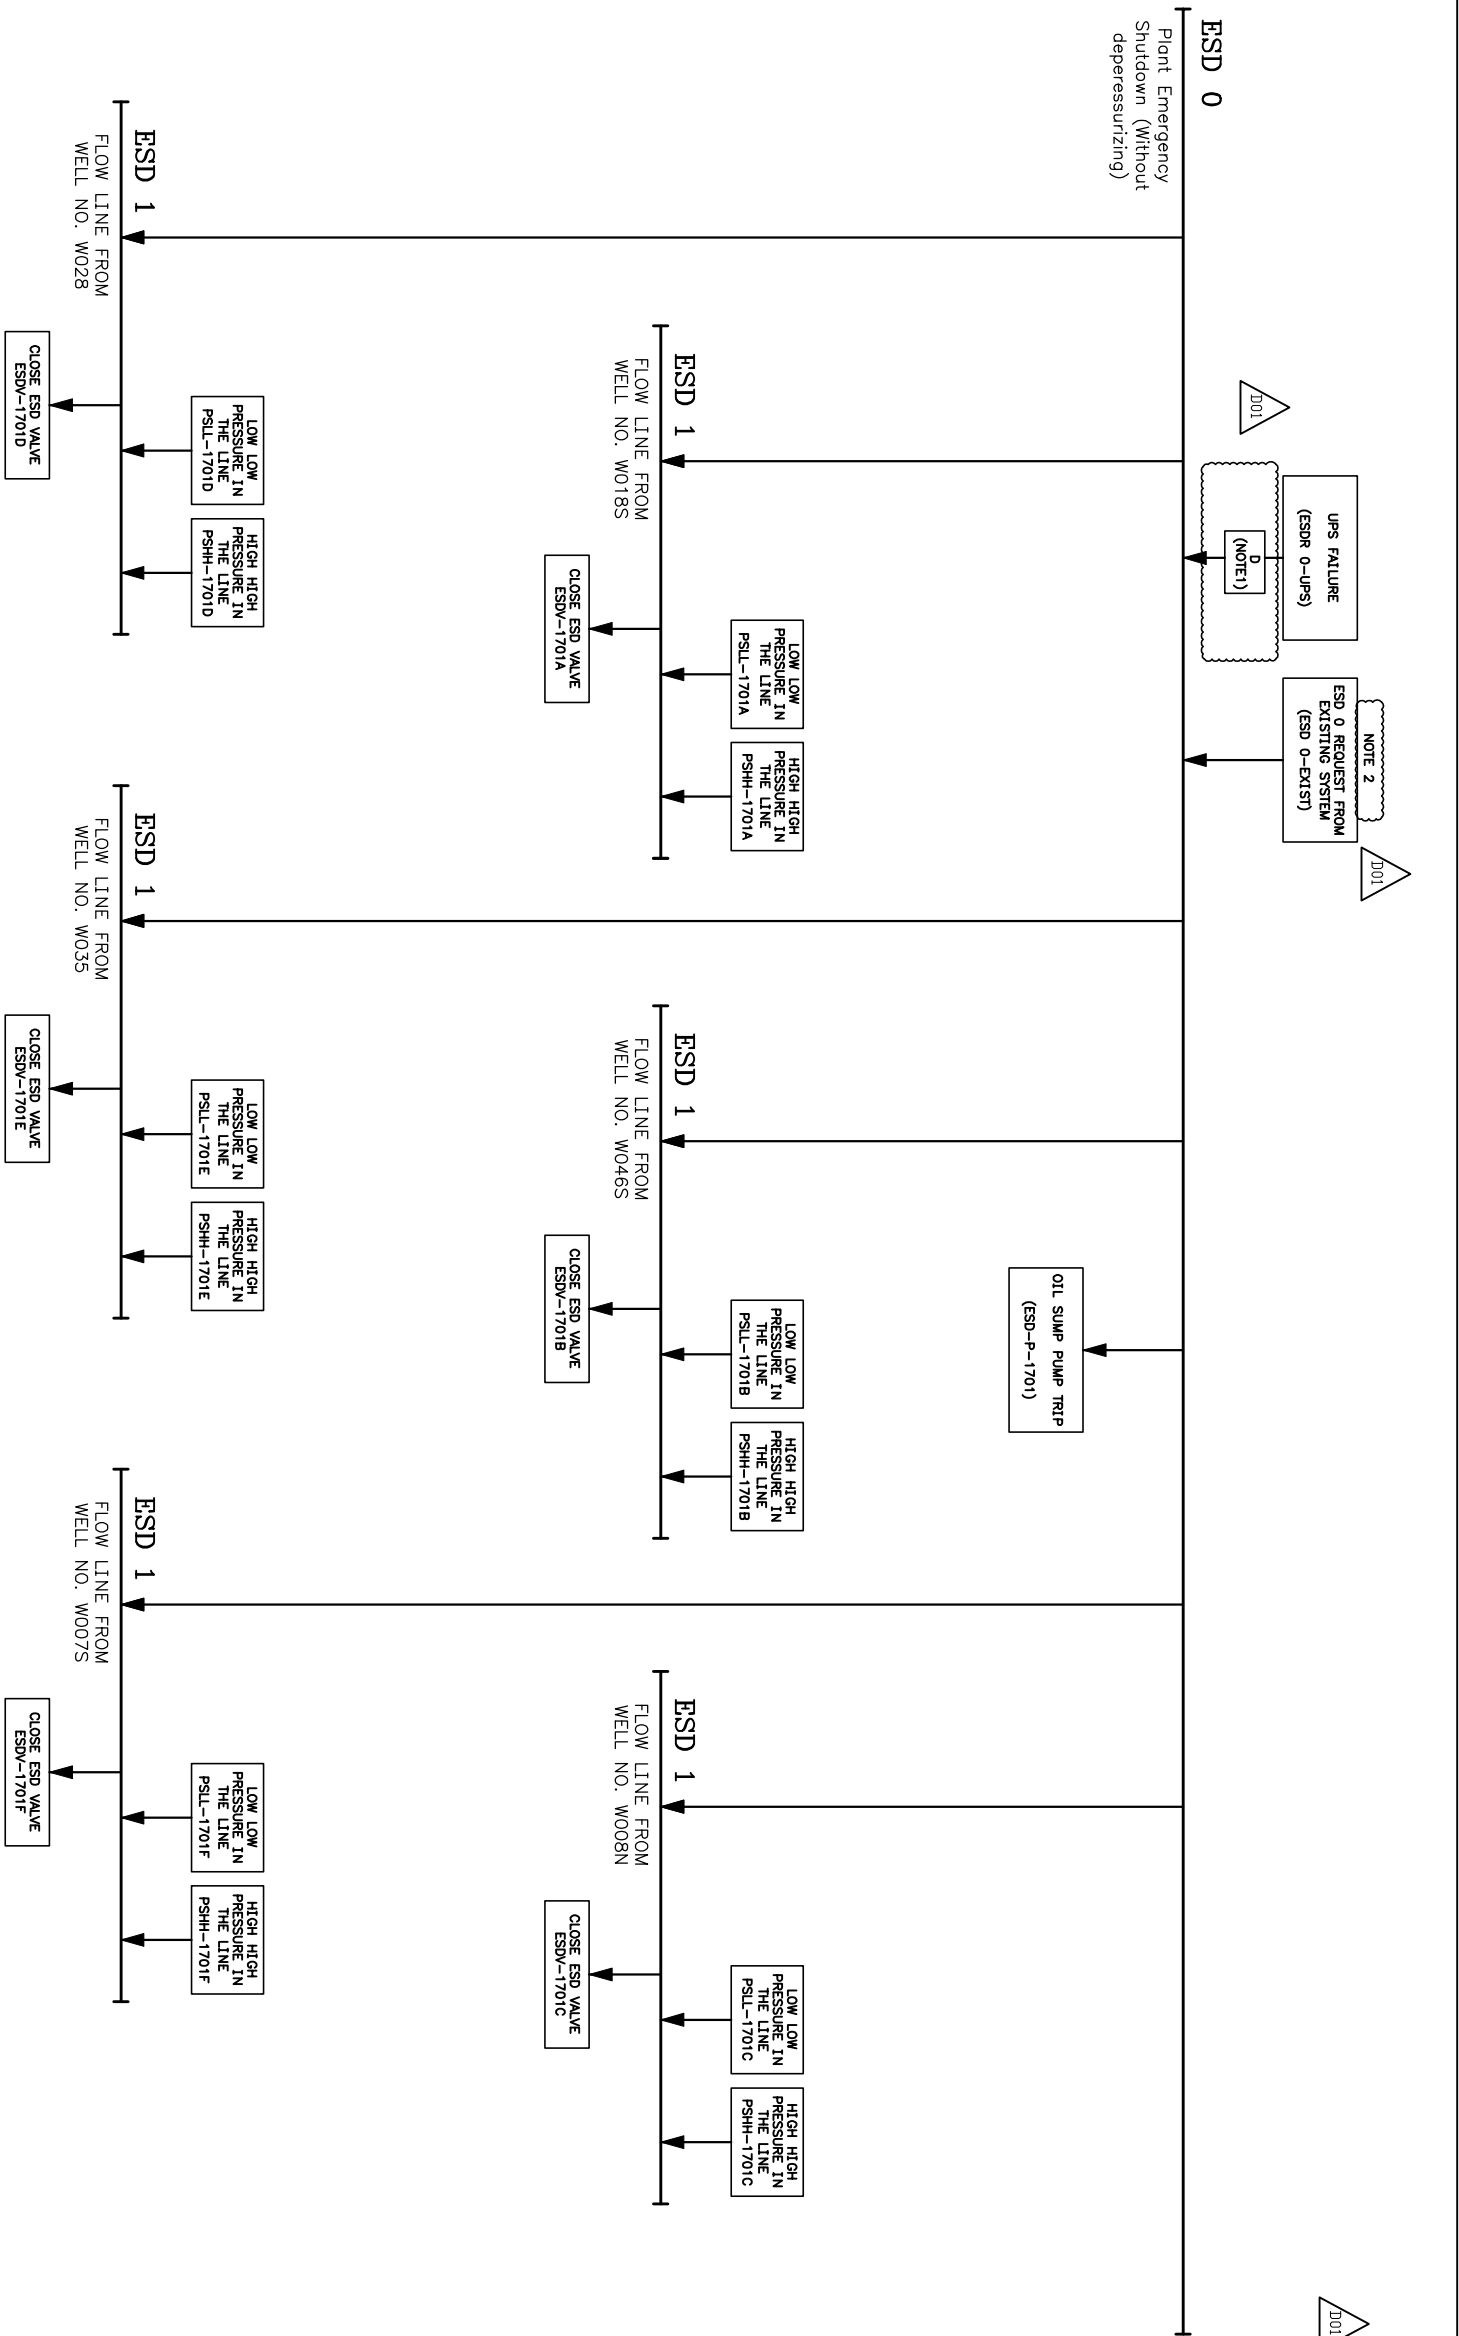 ESD 0
Plant Emergency
Shutdown (Without
deperessurizing)
D01
UPS FAILURE
(ESDR 0-UPS)
D
(NOTE1)
NOTE 2
ESD 0 REQUEST FROM
EXISTING SYSTEM
(ESD 0-EXIST)
D01
D01
OIL SUMP PUMP TRIP
(ESD-P-1701)
ESD 1
FLOW LINE FROM
WELL NO. W018S
CLOSE ESD VALVE
ESDV-1701A
LOW LOW
PRESSURE IN
THE LINE
PSLL-1701A
HIGH HIGH
PRESSURE IN
THE LINE
PSHH-1701A
ESD 1
FLOW LINE FROM
WELL NO. W046S
CLOSE ESD VALVE
ESDV-1701B
LOW LOW
PRESSURE IN
THE LINE
PSLL-1701B
HIGH HIGH
PRESSURE IN
THE LINE
PSHH-1701B
ESD 1
FLOW LINE FROM
WELL NO. W008N
CLOSE ESD VALVE
ESDV-1701C
LOW LOW
PRESSURE IN
THE LINE
PSLL-1701C
HIGH HIGH
PRESSURE IN
THE LINE
PSHH-1701C
ESD 1
FLOW LINE FROM
WELL NO. W028
CLOSE ESD VALVE
ESDV-1701D
LOW LOW
PRESSURE IN
THE LINE
PSLL-1701D
HIGH HIGH
PRESSURE IN
THE LINE
PSHH-1701D
ESD 1
FLOW LINE FROM
WELL NO. W035
CLOSE ESD VALVE
ESDV-1701E
LOW LOW
PRESSURE IN
THE LINE
PSLL-1701E
HIGH HIGH
PRESSURE IN
THE LINE
PSHH-1701E
ESD 1
FLOW LINE FROM
WELL NO. W007S
CLOSE ESD VALVE
ESDV-1701F
LOW LOW
PRESSURE IN
THE LINE
PSLL-1701F
HIGH HIGH
PRESSURE IN
THE LINE
PSHH-1701F